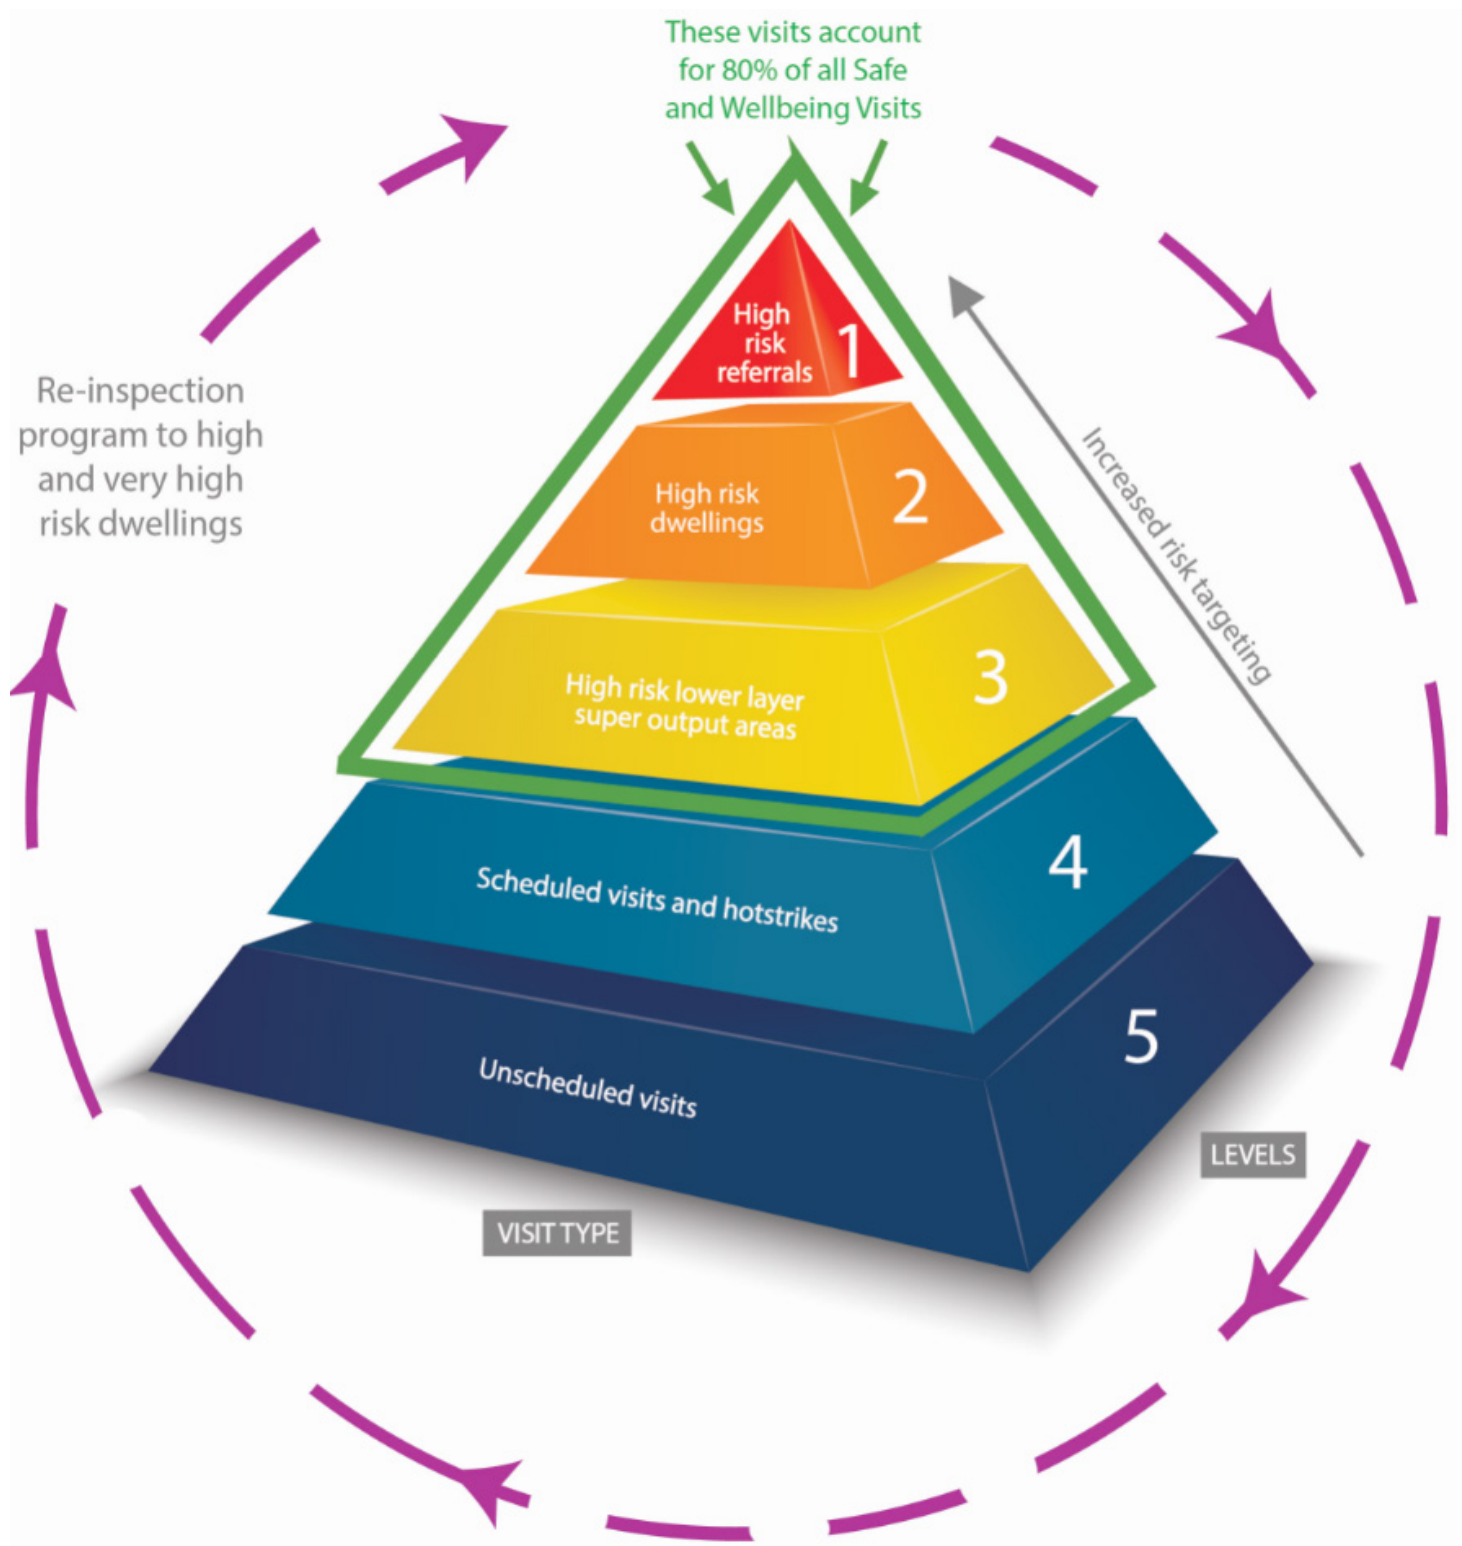 These visits account
for 80% of all Safe
and Wellbeing Visits
High
risk
referrals
1
Re-inspection
program to high
and very high
risk dwellings
Increased risk targeting
High risk
dwellings
2
High risk lower layer
super output areas
3
Scheduled visits and hotstrikes
4
Unscheduled visits
5
LEVELS
VISIT TYPE